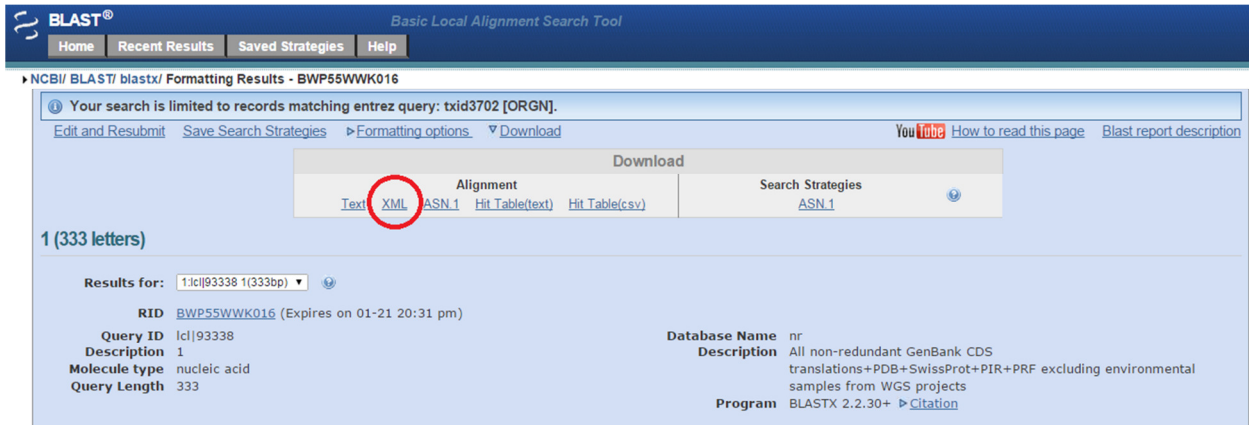 BLAST® Basic Local Alignment Search Tool
Home Recent Results Saved Strategies Help
NCBI/ BLAST/ blastx/ Formatting Results - BWP55WWK016
Your search is limited to records matching entrez query: txid3702 [ORGN].
Edit and Resubmit Save Search Strategies Formatting options Download YouTube How to read this page Blast report description
Download
Alignment Search Strategies
Text XML ASN.1 Hit Table(text) Hit Table(csv) ASN.1
1 (333 letters)
Results for: 1:lcl|93338 1(333bp)
RID BWP55WWK016 (Expires on 01-21 20:31 pm)
Query ID lcl|93338
Description 1
Molecule type nucleic acid
Query Length 333
Database Name nr
Description All non-redundant GenBank CDS
translations+PDB+SwissProt+PIR+PRF excluding environmental
samples from WGS projects
Program BLASTX 2.2.30+ Citation